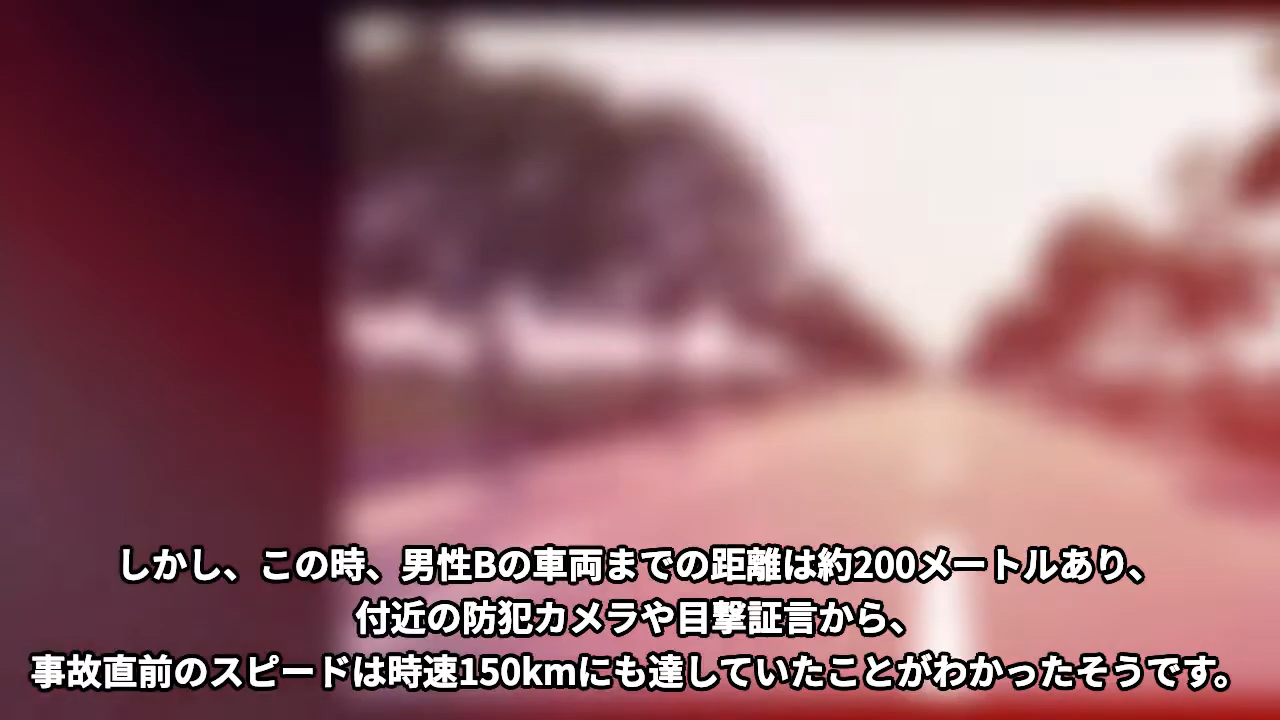 しかし、この時、男性Bの車両までの距離は約200メートルあり、
付近の防犯カメラや目撃証言から、
事故直前のスピードは時速150kmにも達していたことがわかったそうです。